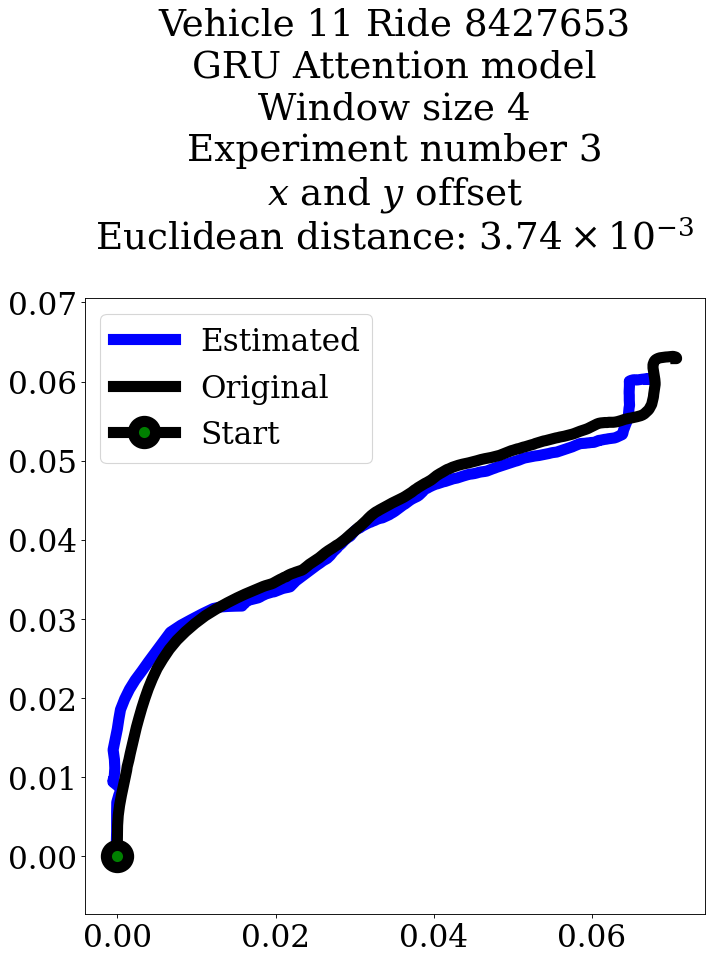 Vehicle 11 Ride 8427653
GRU Attention model
Window size 4
Experiment number 3
x and y offset
Euclidean distance: 3.74 × 10⁻³
0.07
0.06
0.05
0.04
0.03
0.02
0.01
0.00
Estimated
Original
Start
0.00 0.02 0.04 0.06